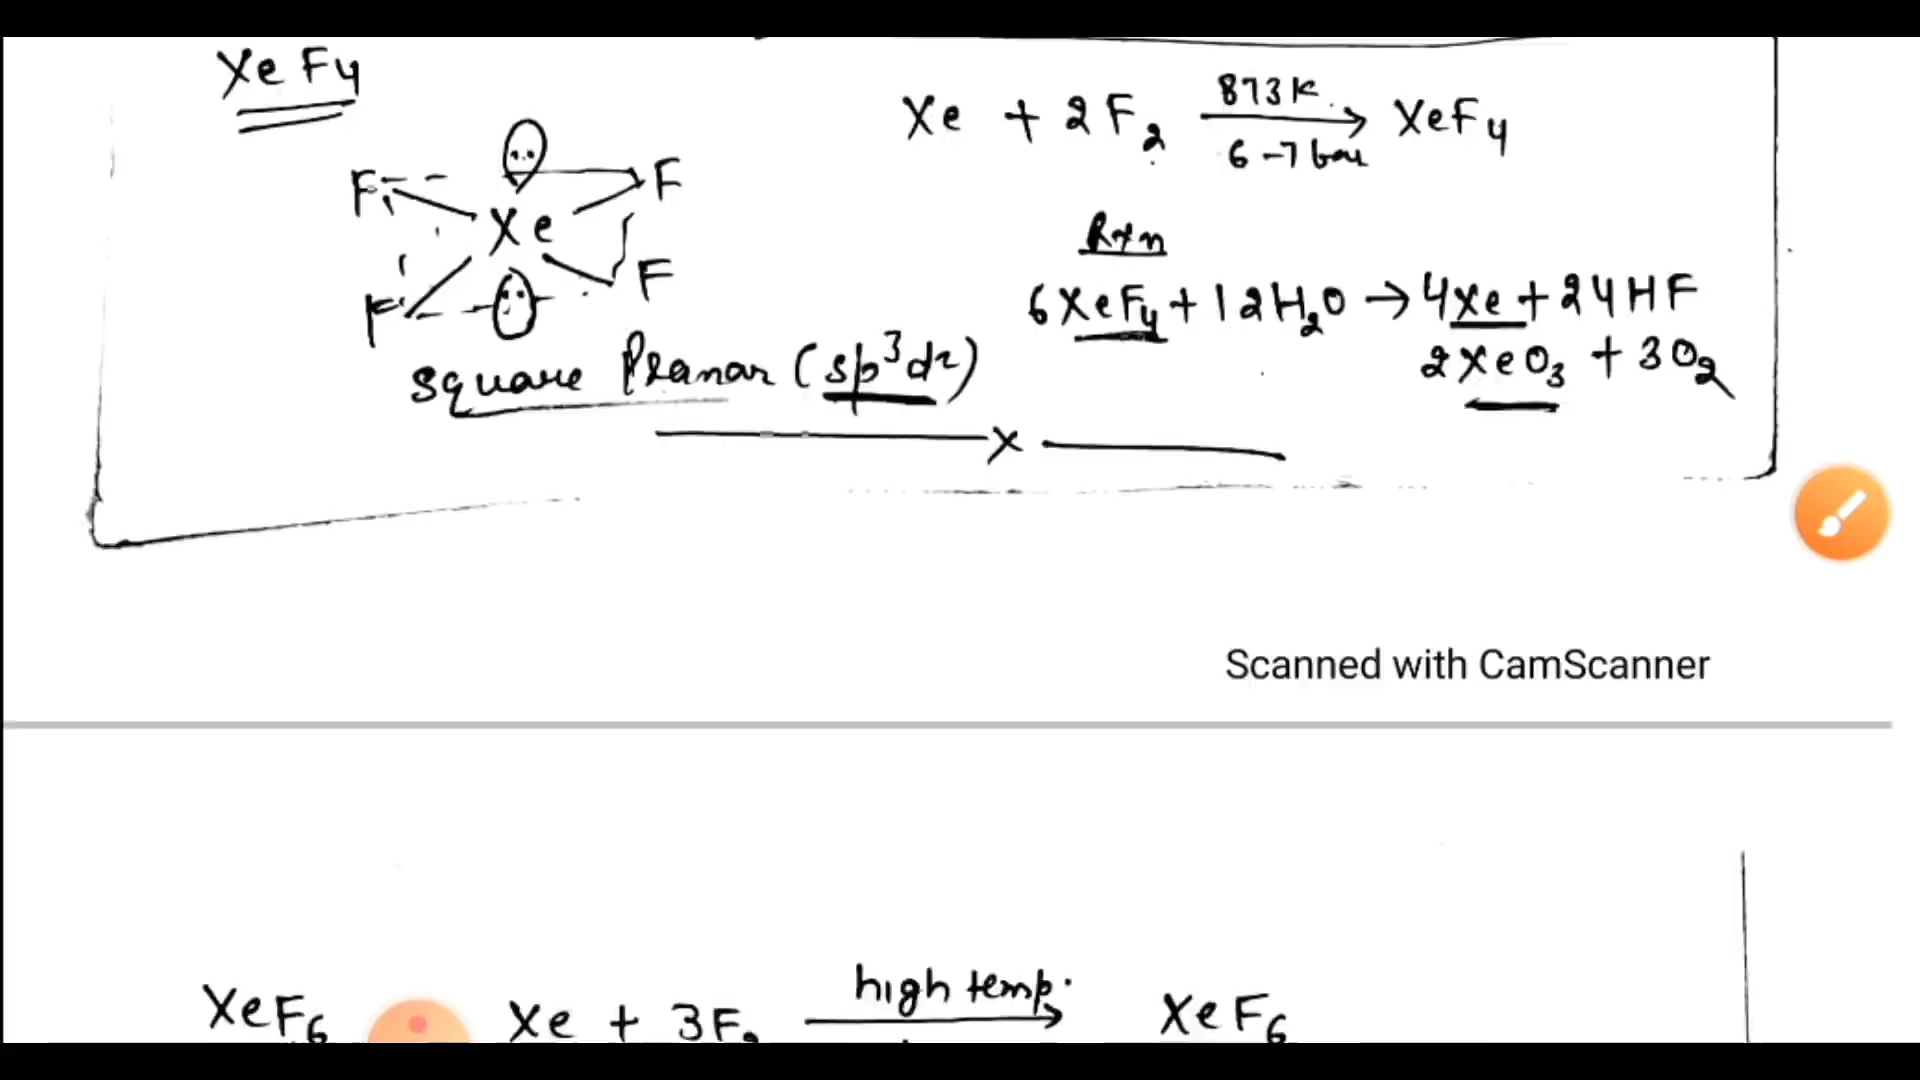 XeF4
Xe + 2F2 873K 6-7 bar → XeF4
F F
Xe
F F
Rxn
6XeF4 + 12H2O → 4Xe + 24HF
2XeO3 + 3O2
square Planar (sp3d2)
x
Scanned with CamScanner
XeF6 Xe + 3F2 high temp. → XeF6